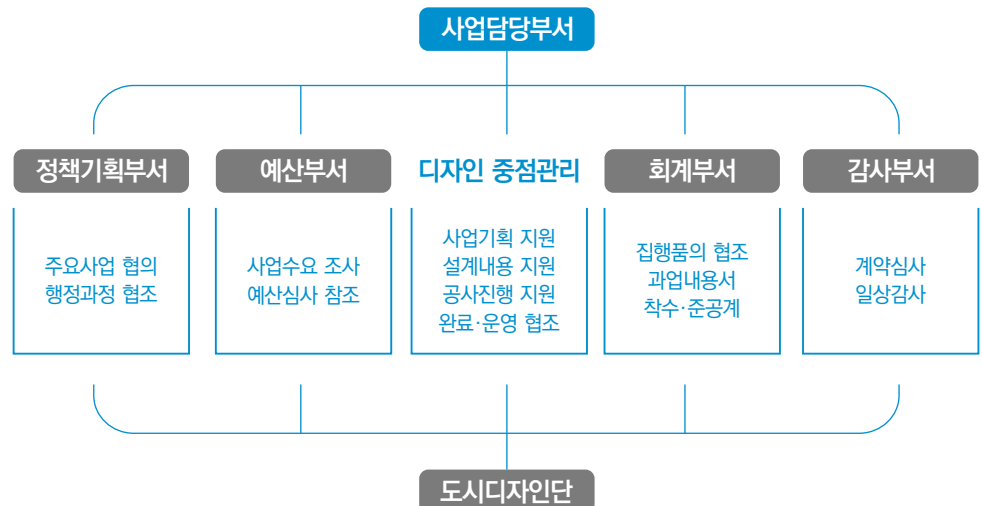 사업담당부서
정책기획부서
예산부서
디자인 중점관리
회계부서
감사부서
주요사업 협의
행정과정 협조
사업수요 조사
예산심사 참조
사업기획 지원
설계내용 지원
공사진행 지원
완료·운영 협조
집행품의 협조
과업내용서
착수·준공계
계약심사
일상감사
도시디자인단